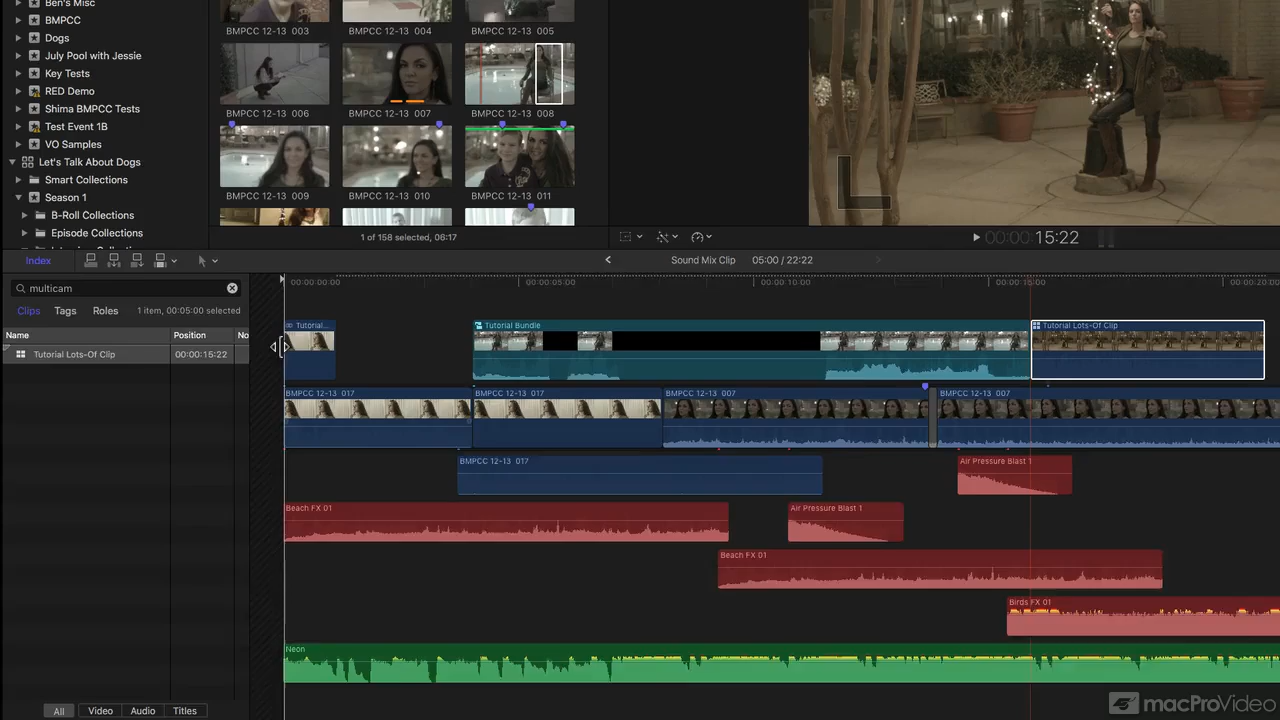 Ben's Misc
BMPCC
Dogs
July Pool with Jessie
Key Tests
RED Demo
Shima BMPCC Tests
Test Event 1B
VO Samples
Let's Talk About Dogs
Smart Collections
Season 1
B-Roll Collections
Episode Collections
BMPCC 12-13 003
BMPCC 12-13 004
BMPCC 12-13 005
BMPCC 12-13 006
BMPCC 12-13 007
BMPCC 12-13 008
BMPCC 12-13 009
BMPCC 12-13 010
BMPCC 12-13 011
1 of 158 selected, 06:17
00:00:15:22
Index
Sound Mix Clip 05:00 / 22:22
multicam
Clips Tags Roles 1 item, 00:05:00 selected
Name Position No
Tutorial Lots-Of Clip 00:00:15:22
00:00:00:00 00:00:05:00 00:00:10:00 00:00:15:00 00:00:20:0
Tutorial...
Tutorial Bundle
Tutorial Lots-Of Clip
BMPCC 12-13 017
BMPCC 12-13 017
BMPCC 12-13 007
BMPCC 12-13 007
BMPCC 12-13 017
Air Pressure Blast 1
Beach FX 01
Air Pressure Blast 1
Beach FX 01
Birds FX 01
Neon
All Video Audio Titles
macProVideo